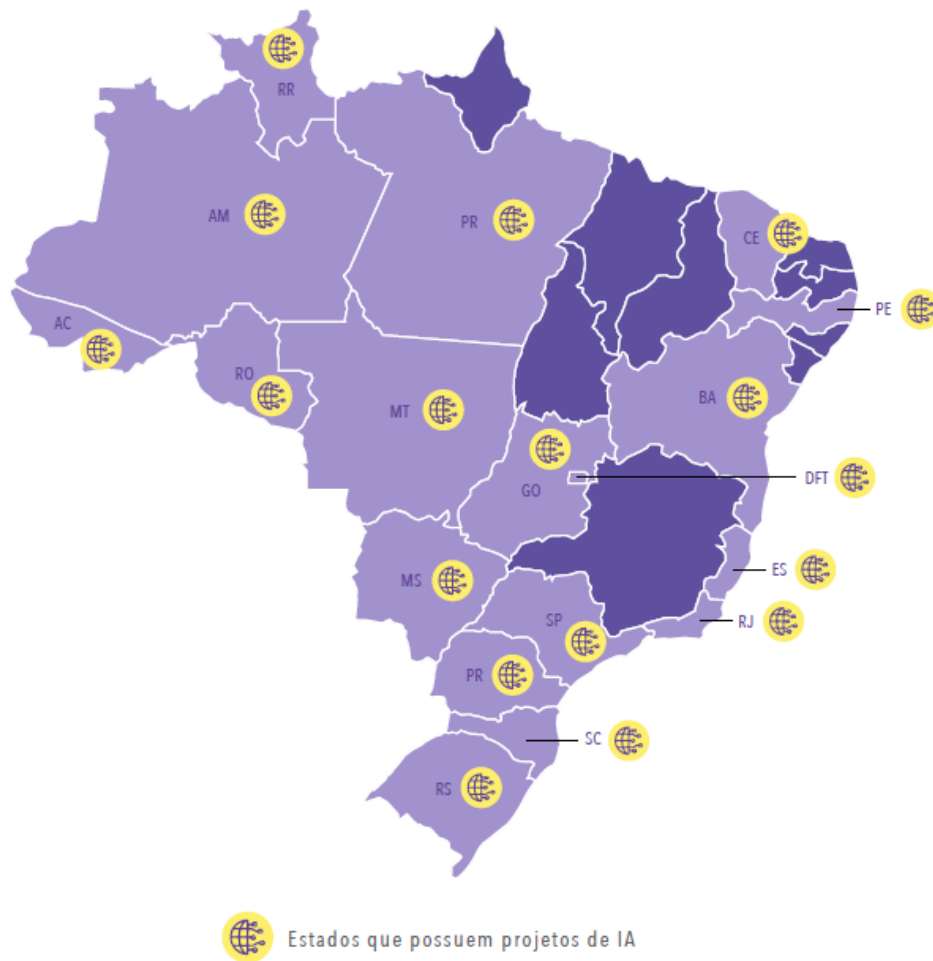 RR
AM
PR
CE
PE
AC
RO
MT
BA
GO
DFT
MS
ES
SP
RJ
PR
SC
RS
Estados que possuem projetos de IA